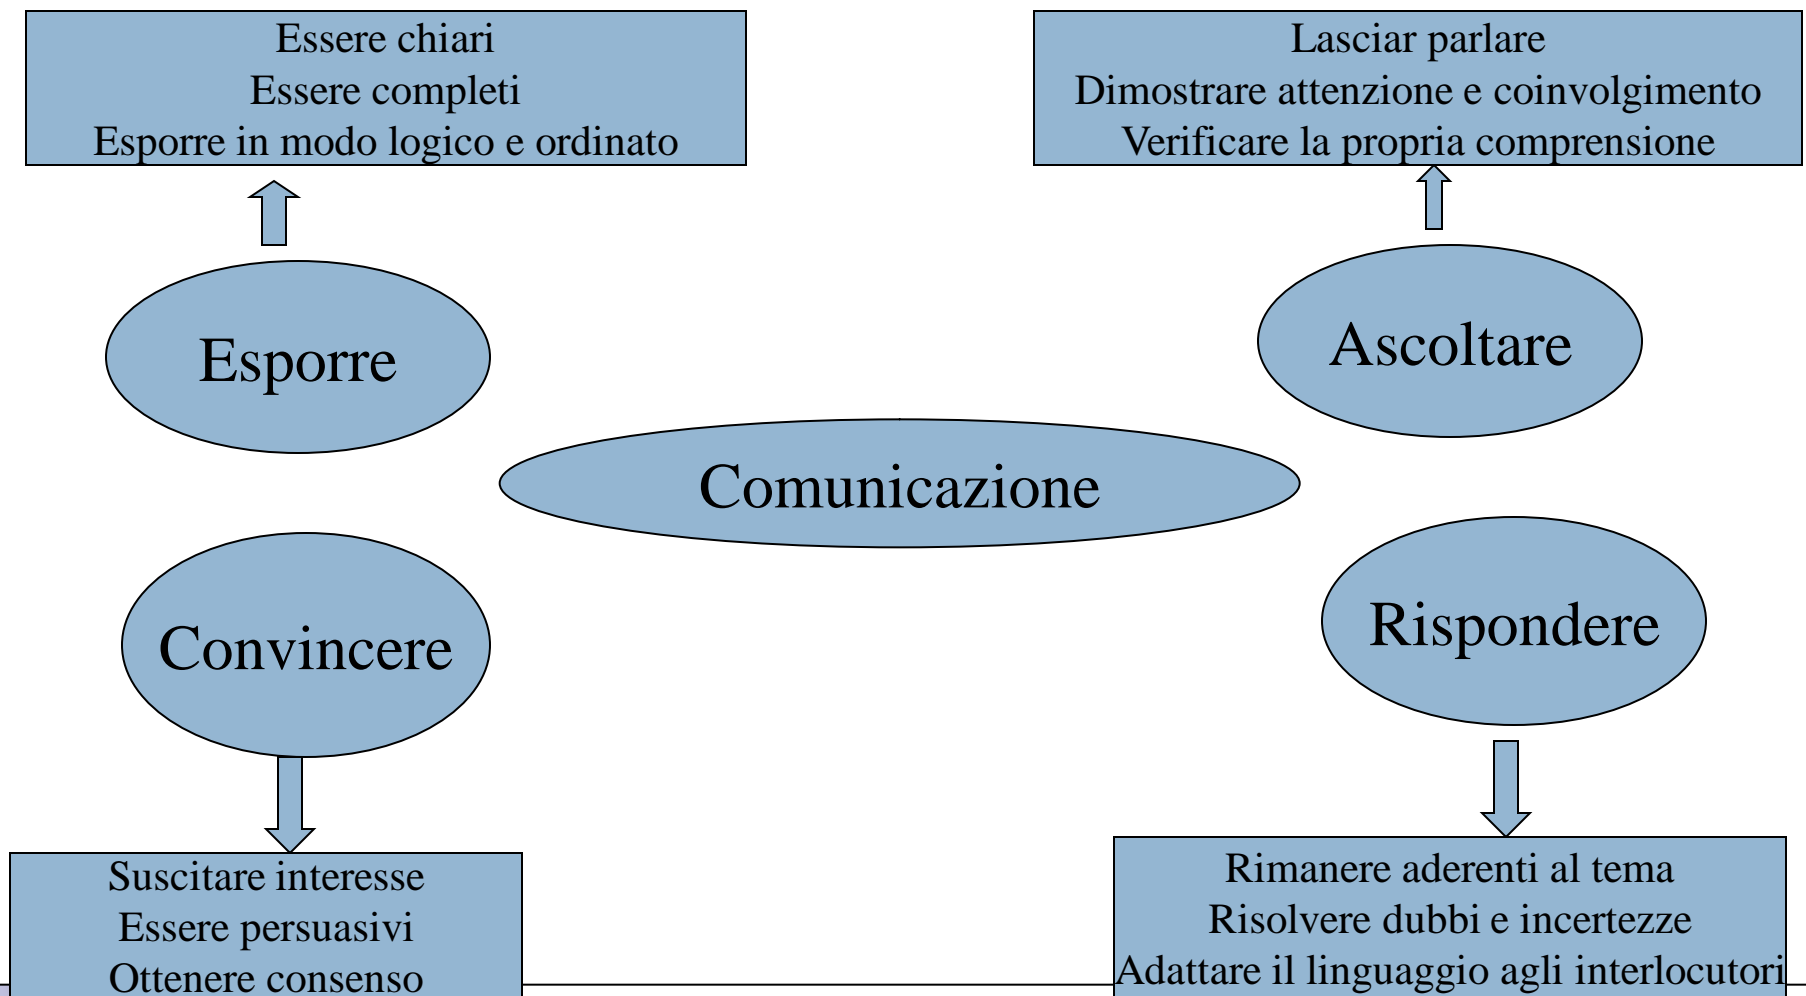 Essere chiari
Essere completi
Esporre in modo logico e ordinato
Lasciar parlare
Dimostrare attenzione e coinvolgimento
Verificare la propria comprensione
Esporre
Ascoltare
Comunicazione
Convincere
Rispondere
Suscitare interesse
Essere persuasivi
Ottenere consenso
Rimanere aderenti al tema
Risolvere dubbi e incertezze
Adattare il linguaggio agli interlocutori